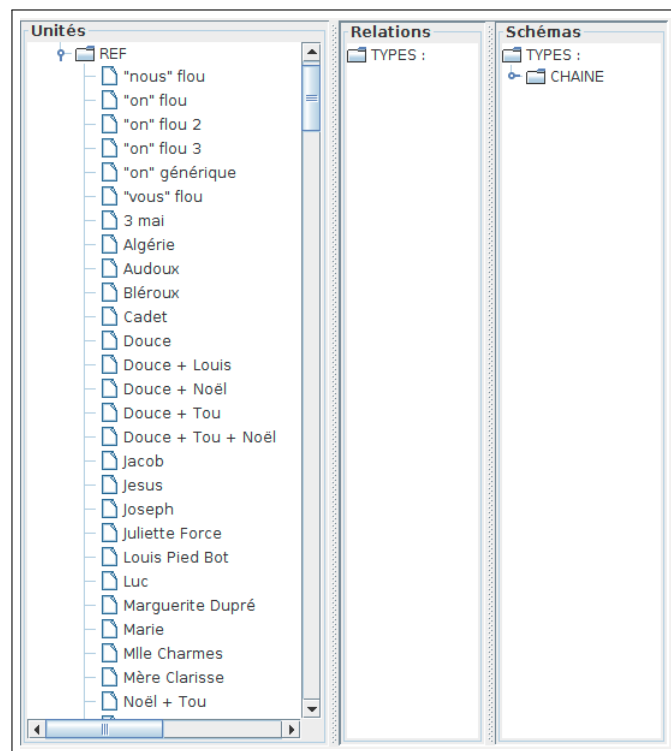 Unités
REF
"nous" flou
"on" flou
"on" flou 2
"on" flou 3
"on" générique
"vous" flou
3 mai
Algérie
Audoux
Bléroux
Cadet
Douce
Douce + Louis
Douce + Noël
Douce + Tou
Douce + Tou + Noël
Jacob
Jesus
Joseph
Juliette Force
Louis Pied Bot
Luc
Marguerite Dupré
Marie
Mlle Charmes
Mère Clarisse
Noël + Tou
Relations
TYPES :
Schémas
TYPES :
CHAINE